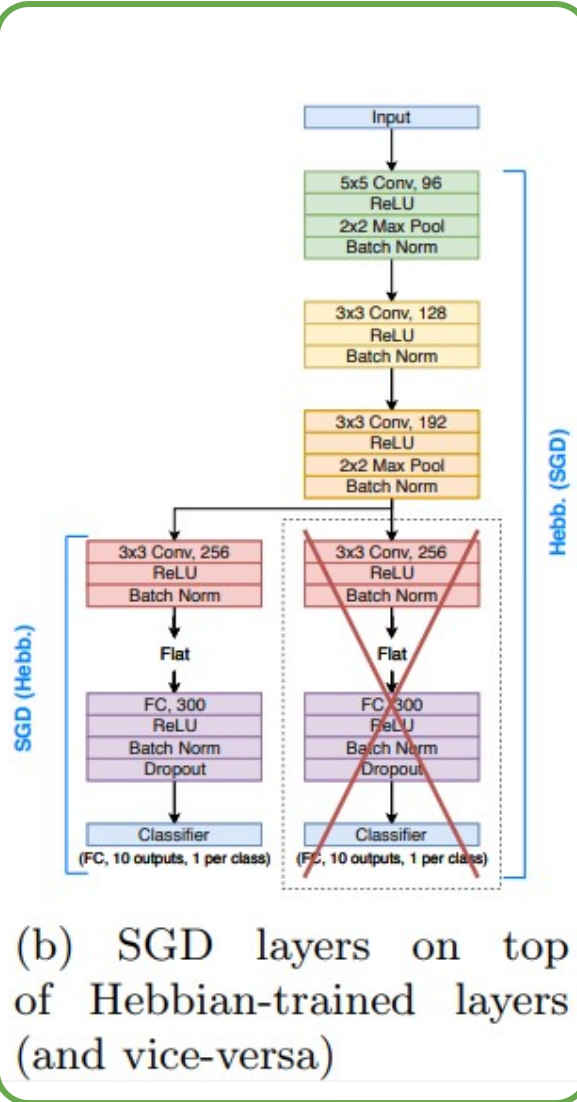 Input
5x5 Conv, 96
ReLU
2x2 Max Pool
Batch Norm
3x3 Conv, 128
ReLU
Batch Norm
3x3 Conv, 192
ReLU
2x2 Max Pool
Batch Norm
Hebb. (SGD)
SGD (Hebb.)
3x3 Conv, 256
ReLU
Batch Norm
Flat
FC, 300
ReLU
Batch Norm
Dropout
Classifier
(FC, 10 outputs, 1 per class)
3x3 Conv, 256
ReLU
Batch Norm
Flat
FC, 300
ReLU
Batch Norm
Dropout
Classifier
(FC, 10 outputs, 1 per class)
(b) SGD layers on top
of Hebbian-trained layers
(and vice-versa)